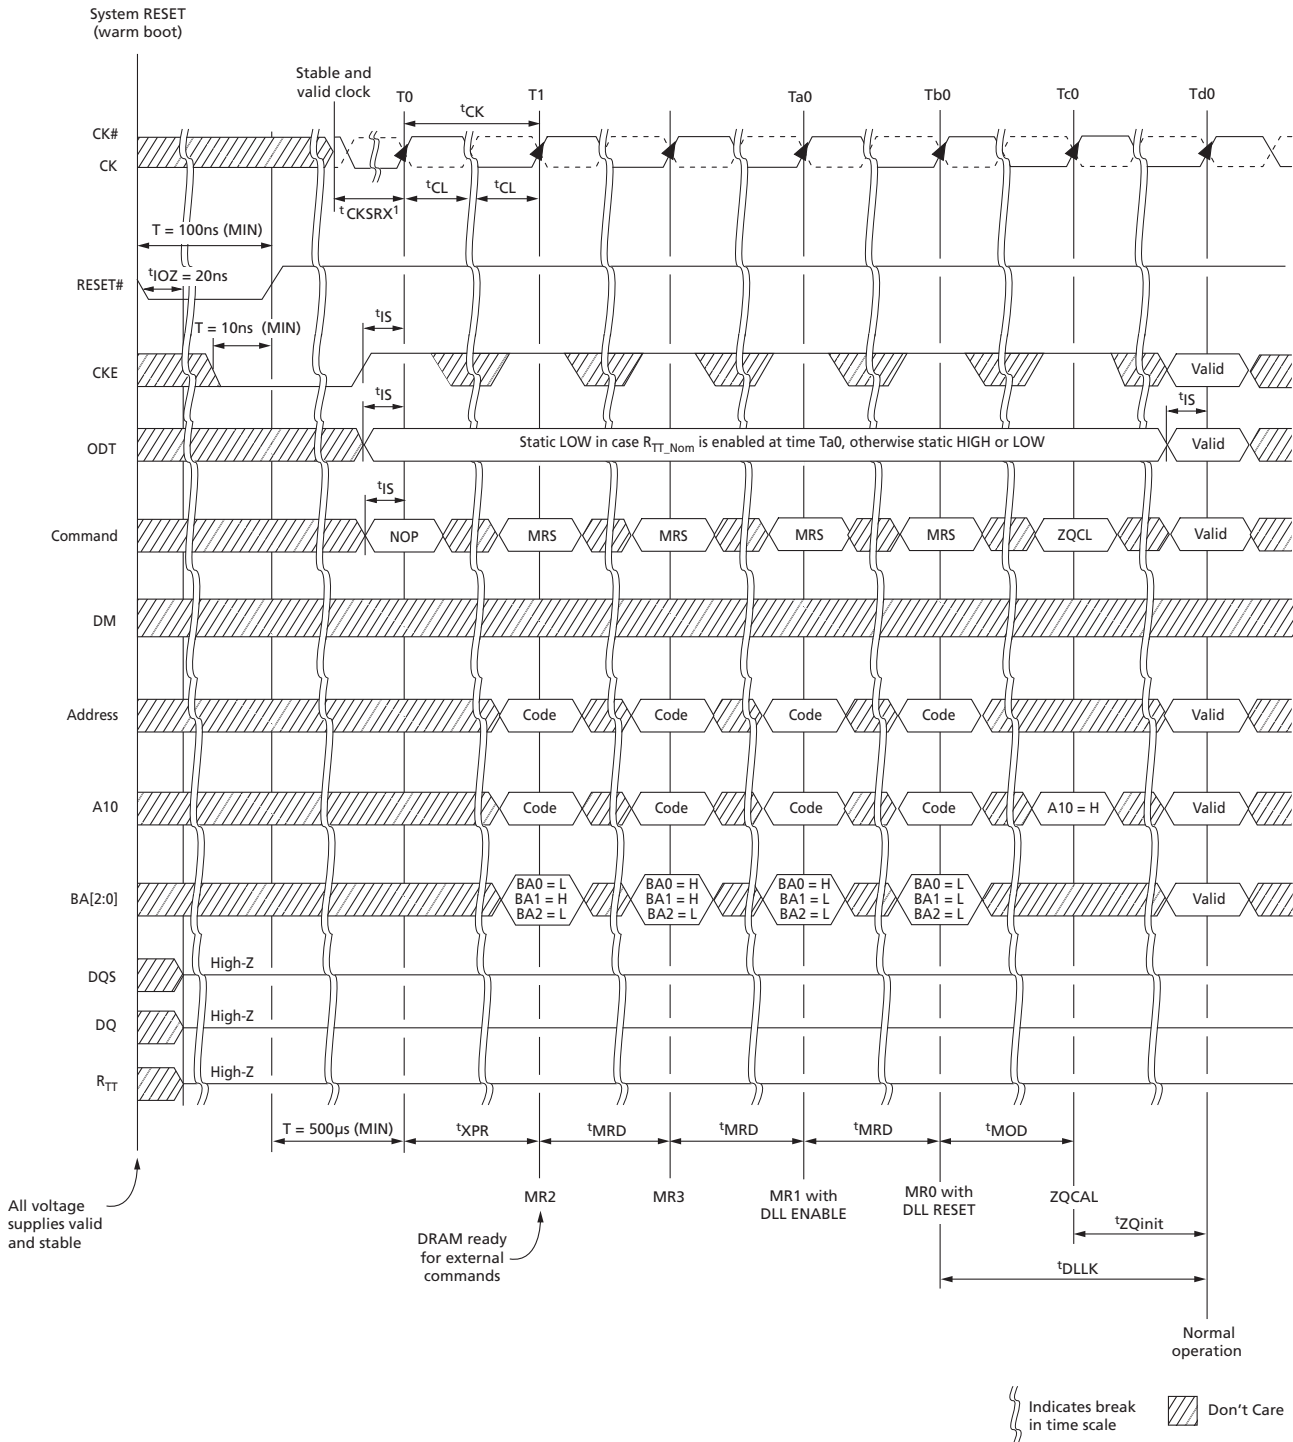 System RESET
(warm boot)
Stable and
valid clock
T0
T1
Ta0
Tb0
Tc0
Td0
tCK
CK#
CK
tCKSRX1
tCL
tCL
T = 100ns (MIN)
tIOZ = 20ns
RESET#
T = 10ns (MIN)
tIS
CKE
Valid
tIS
tIS
ODT
Static LOW in case RTT_Nom is enabled at time Ta0, otherwise static HIGH or LOW
Valid
tIS
Command
NOP
MRS
MRS
MRS
MRS
ZQCL
Valid
DM
Address
Code
Code
Code
Code
Valid
A10
Code
Code
Code
Code
A10 = H
Valid
BA[2:0]
BA0 = L
BA1 = H
BA2 = L
BA0 = H
BA1 = H
BA2 = L
BA0 = H
BA1 = L
BA2 = L
BA0 = L
BA1 = L
BA2 = L
Valid
DQS
High-Z
DQ
High-Z
RTT
High-Z
T = 500µs (MIN)
tXPR
tMRD
tMRD
tMRD
tMOD
All voltage
supplies valid
and stable
MR2
MR3
MR1 with
DLL ENABLE
MR0 with
DLL RESET
ZQCAL
DRAM ready
for external
commands
tZQinit
tDLLK
Normal
operation
Indicates break
in time scale
Don't Care